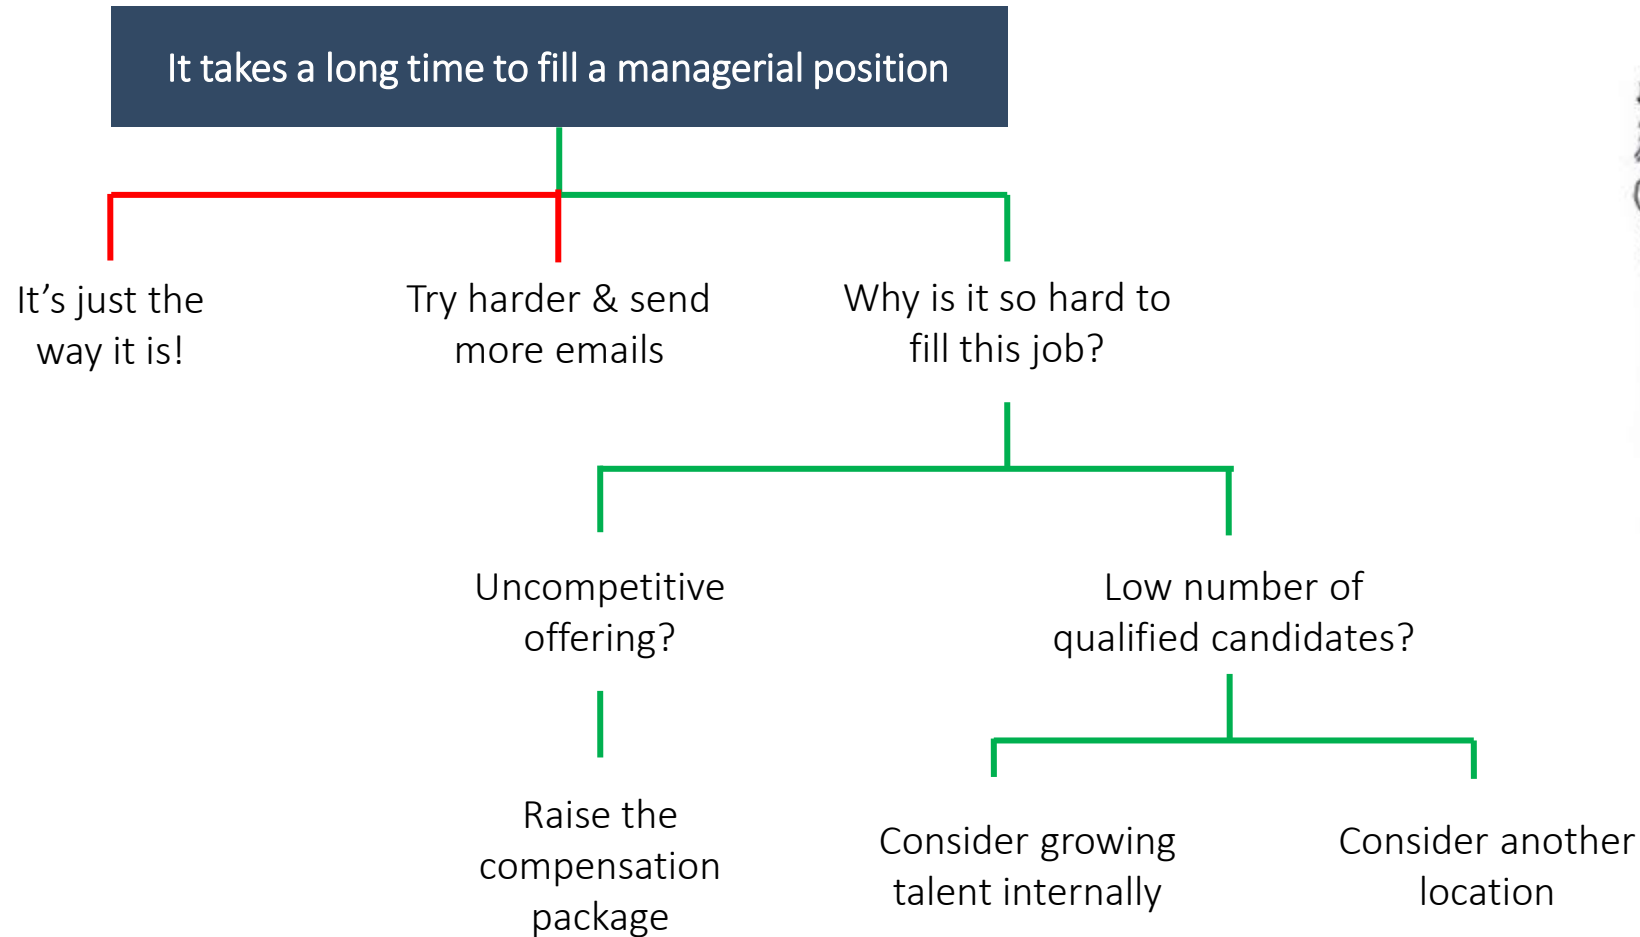 It takes a long time to fill a managerial position
It’s just the
way it is!
Try harder & send
more emails
Why is it so hard to
fill this job?
Uncompetitive
offering?
Low number of
qualified candidates?
Raise the
compensation
package
Consider growing
talent internally
Consider another
location